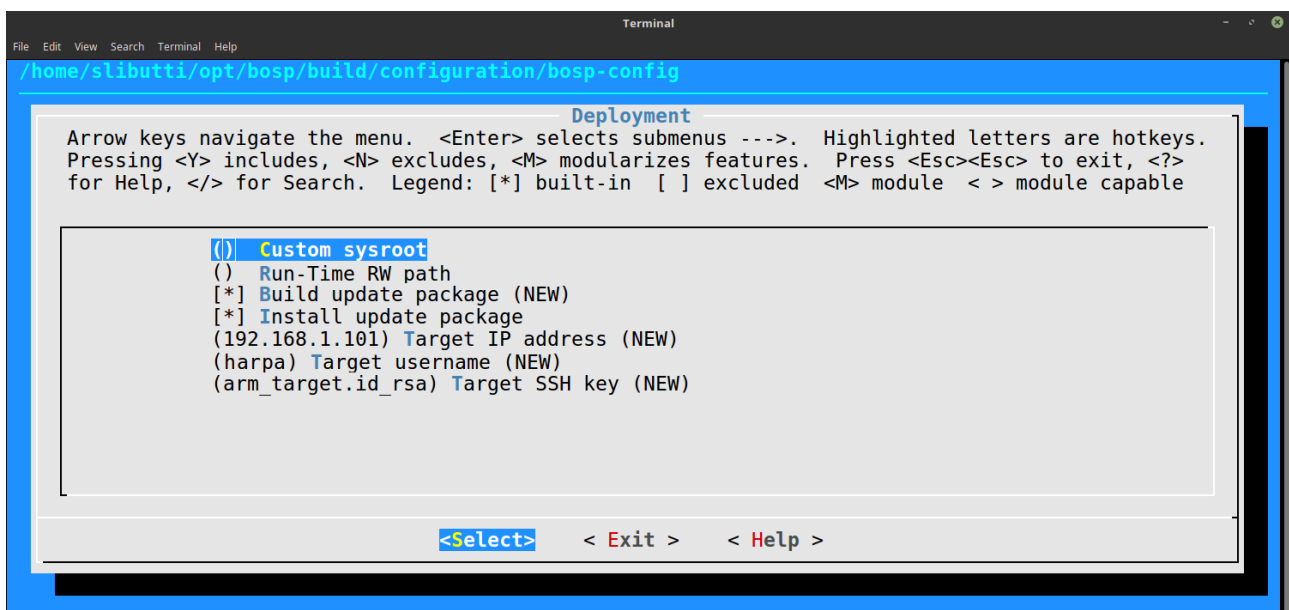 Terminal
File Edit View Search Terminal Help
/home/slibutti/opt/bosp/build/configuration/bosp-config
Deployment
Arrow keys navigate the menu.  <Enter> selects submenus --->.  Highlighted letters are hotkeys.
Pressing <Y> includes, <N> excludes, <M> modularizes features.  Press <Esc><Esc> to exit, <?>
for Help, </> for Search.  Legend: [*] built-in  [ ] excluded  <M> module  < > module capable
()  Custom sysroot
()  Run-Time RW path
[*] Build update package (NEW)
[*] Install update package
(192.168.1.101) Target IP address (NEW)
(harpa) Target username (NEW)
(arm_target.id_rsa) Target SSH key (NEW)
<Select>    < Exit >    < Help >